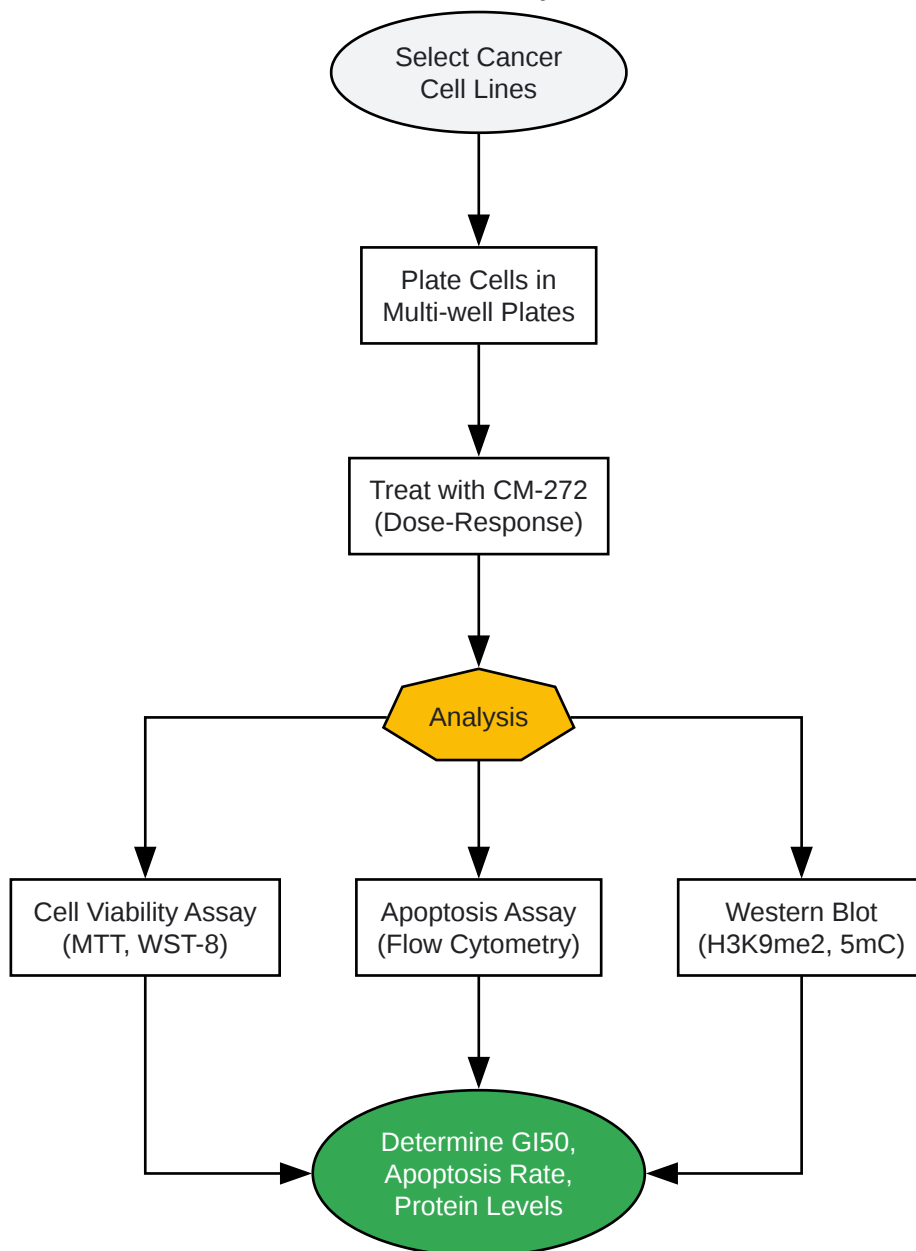 Select Cancer
Cell Lines
Plate Cells in
Multi-well Plates
Treat with CM-272
(Dose-Response)
Analysis
Cell Viability Assay
(MTT, WST-8)
Apoptosis Assay
(Flow Cytometry)
Western Blot
(H3K9me2, 5mC)
Determine GI50,
Apoptosis Rate,
Protein Levels